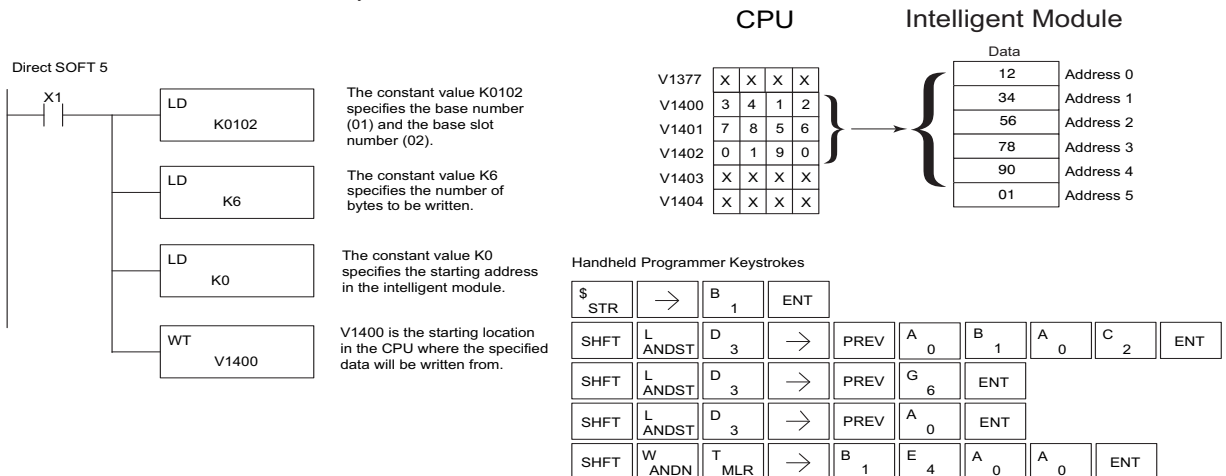 CPU
Intelligent Module
Direct SOFT 5
X1
LD
K0102
The constant value K0102
specifies the base number
(01) and the base slot
number (02).
LD
K6
The constant value K6
specifies the number of
bytes to be written.
LD
K0
The constant value K0
specifies the starting address
in the intelligent module.
WT
V1400
V1400 is the starting location
in the CPU where the specified
data will be written from.
Data
V1377 X X X X
V1400 3 4 1 2
V1401 7 8 5 6
V1402 0 1 9 0
V1403 X X X X
V1404 X X X X
12 Address 0
34 Address 1
56 Address 2
78 Address 3
90 Address 4
01 Address 5
Handheld Programmer Keystrokes
$ STR → B 1 ENT
SHFT L ANDST D 3 → PREV A 0 B 1 A 0 C 2 ENT
SHFT L ANDST D 3 → PREV G 6 ENT
SHFT L ANDST D 3 → PREV A 0 ENT
SHFT W ANDN T MLR → B 1 E 4 A 0 A 0 ENT